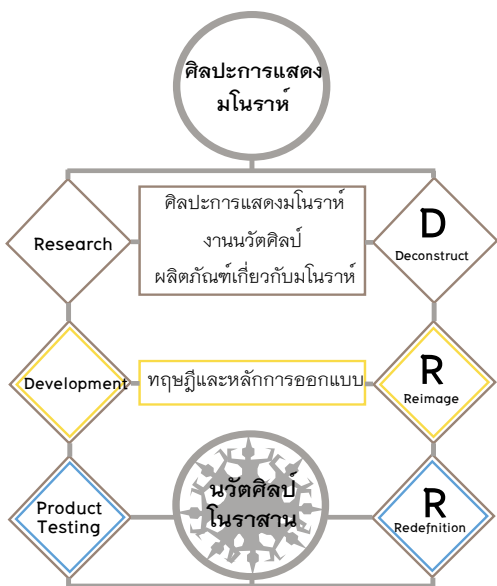 ศิลปะการแสดง
มโนราห์
Research
ศิลปะการแสดงมโนราห์
งานนวัตศิลป์
ผลิตภัณฑ์เกี่ยวกับมโนราห์
D
Deconstruct
Development
ทฤษฎีและหลักการออกแบบ
R
Reimage
Product
Testing
นวัตศิลป์
โนราสาน
R
Redefnition